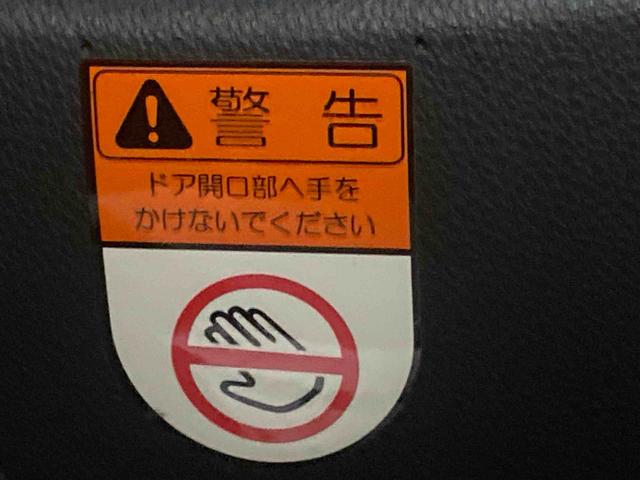 警告
ドア開口部へ手を
かけないでください